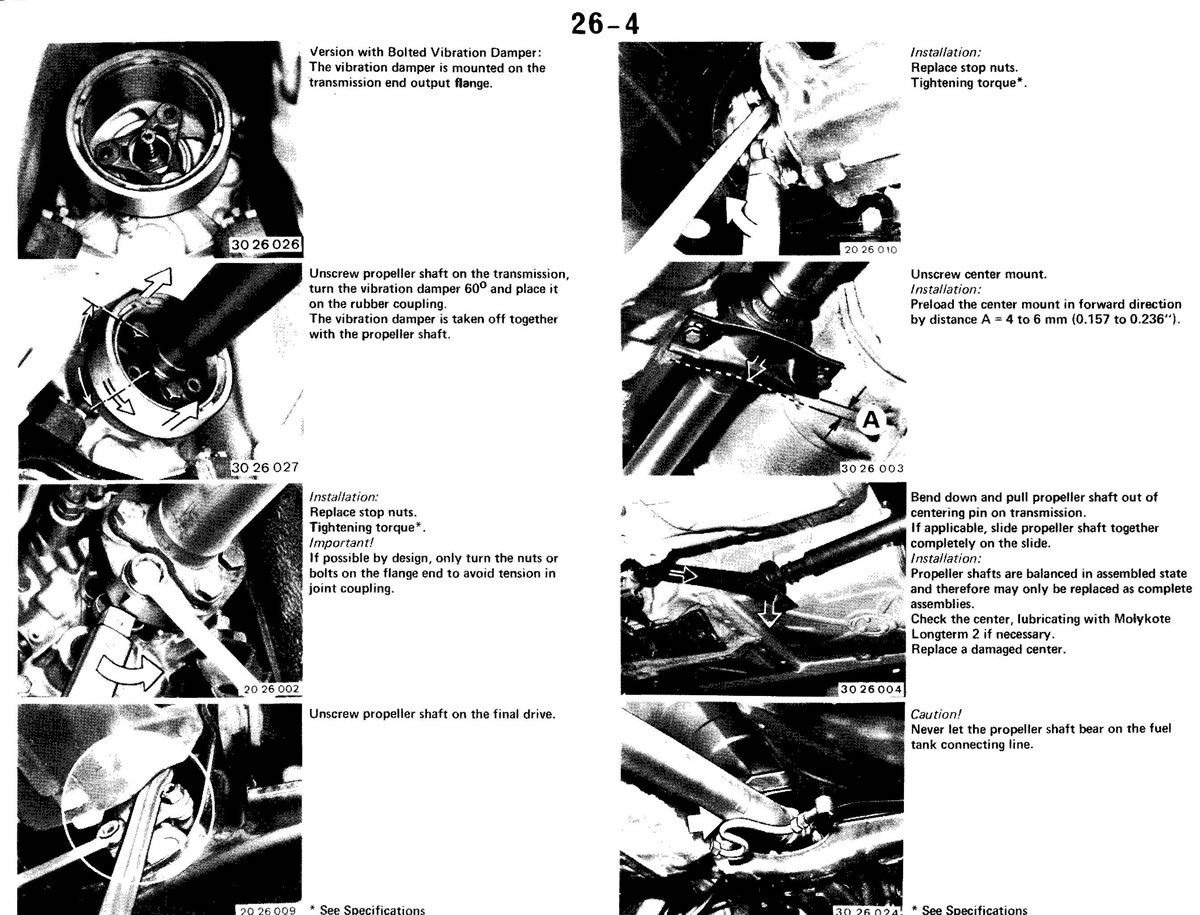 26-4
Version with Bolted Vibration Damper:
The vibration damper is mounted on the
transmission end output flange.
30 26 026
Unscrew propeller shaft on the transmission,
turn the vibration damper 60° and place it
on the rubber coupling.
The vibration damper is taken off together
with the propeller shaft.
30 26 027
Installation:
Replace stop nuts.
Tightening torque*.
Important!
If possible by design, only turn the nuts or
bolts on the flange end to avoid tension in
joint coupling.
20 26 002
Unscrew propeller shaft on the final drive.
20 26 009
* See Specifications
Installation:
Replace stop nuts.
Tightening torque*.
20 26 010
Unscrew center mount.
Installation:
Preload the center mount in forward direction
by distance A = 4 to 6 mm (0.157 to 0.236").
A
30 26 003
Bend down and pull propeller shaft out of
centering pin on transmission.
If applicable, slide propeller shaft together
completely on the slide.
Installation:
Propeller shafts are balanced in assembled state
and therefore may only be replaced as complete
assemblies.
Check the center, lubricating with Molykote
Longterm 2 if necessary.
Replace a damaged center.
30 26 004
Caution!
Never let the propeller shaft bear on the fuel
tank connecting line.
30 26 024
* See Specifications